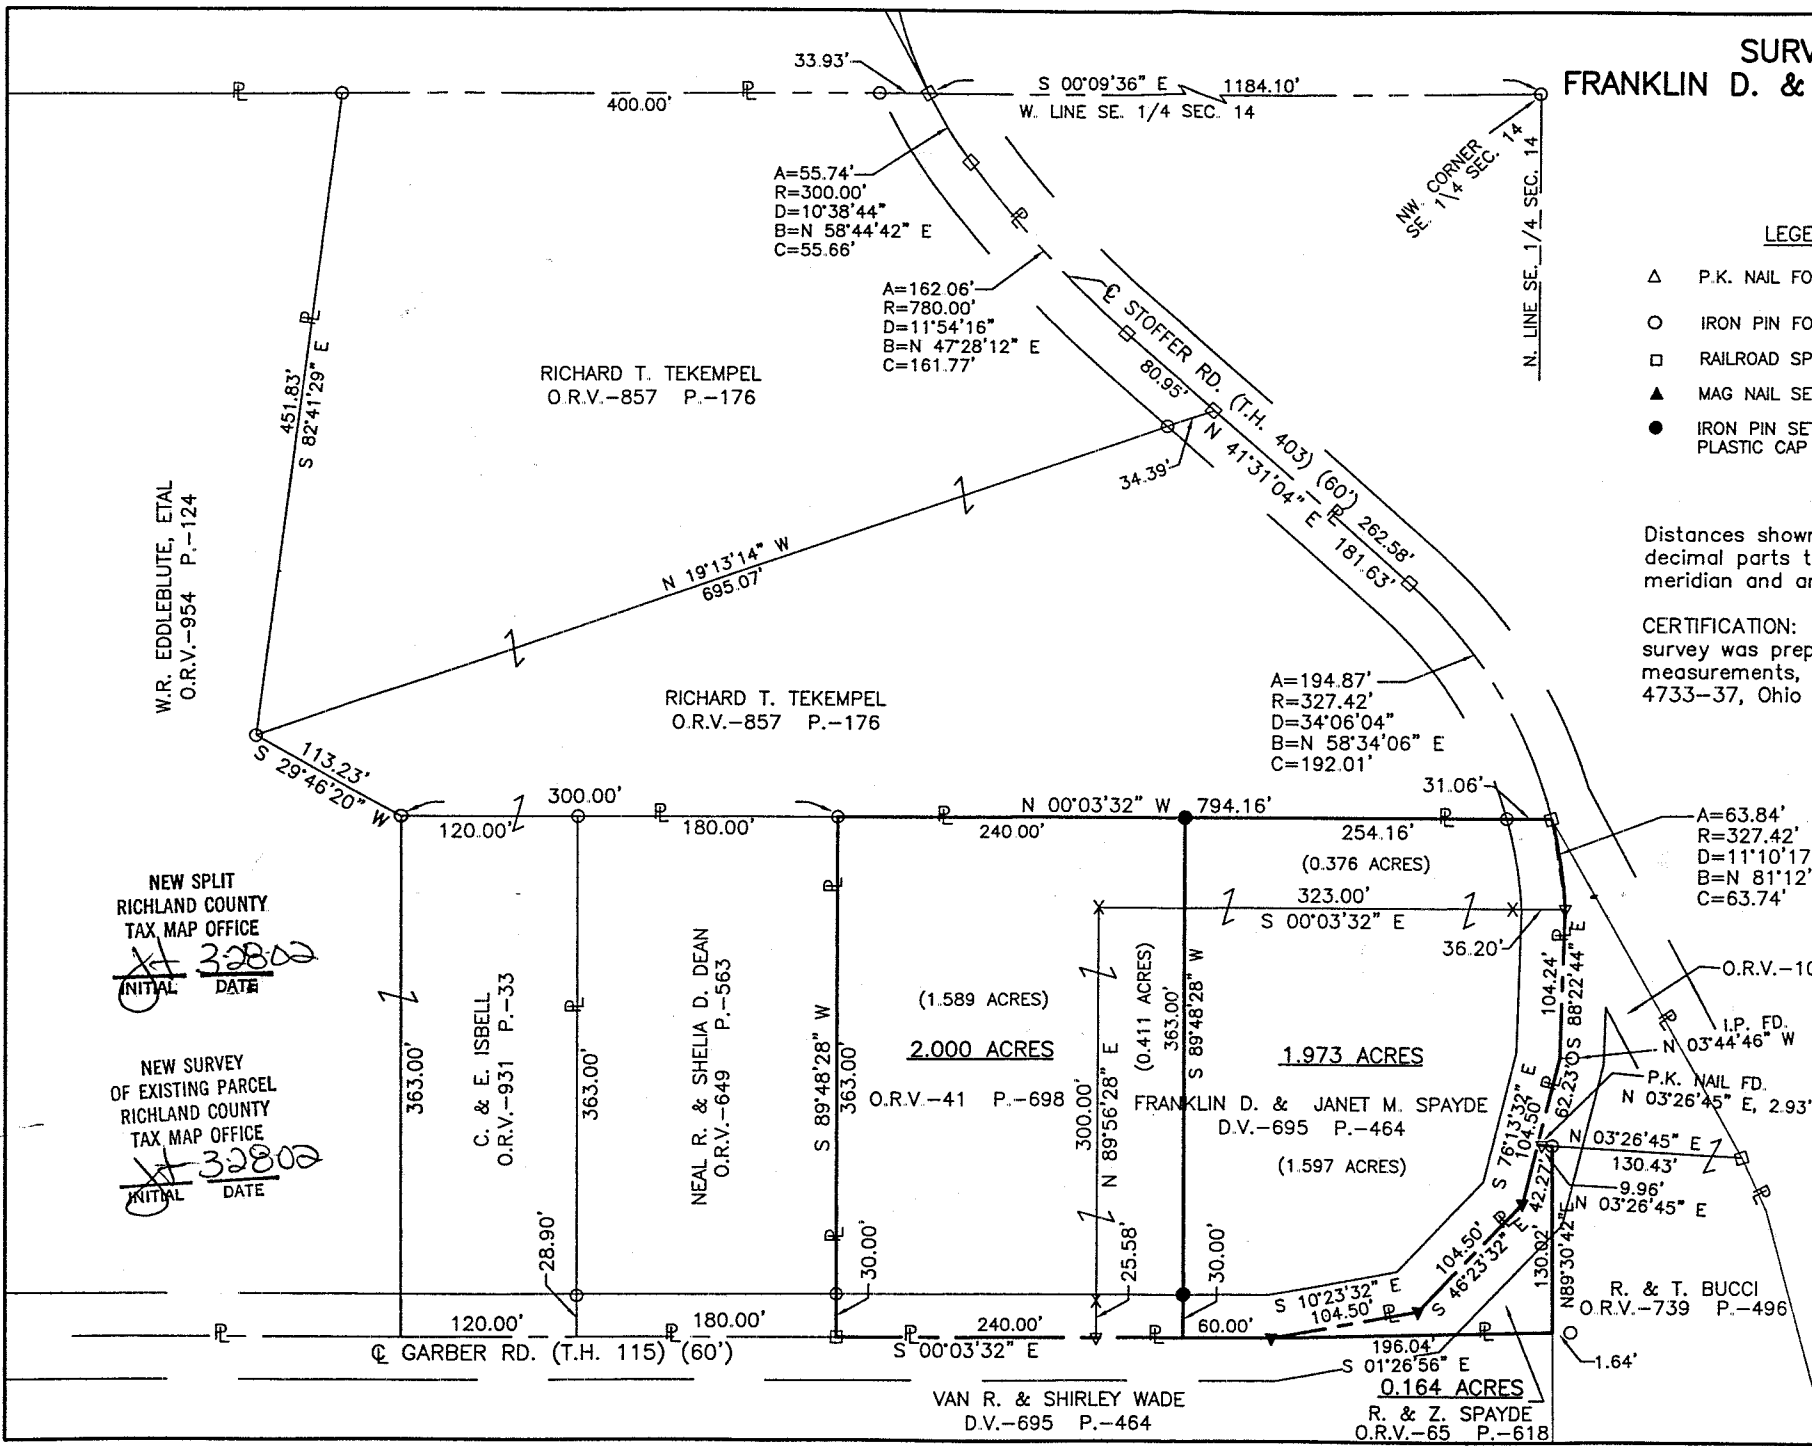 SURV
FRANKLIN D. &
33.93'
S 00°09'36" E 1184.10'
W. LINE SE. 1/4 SEC. 14
400.00'
NW. CORNER
SE. 1\4 SEC. 14
N. LINE SE. 1/4 SEC. 14
A=55.74'
R=300.00'
D=10°38'44"
B=N 58°44'42" E
C=55.66'
LEGE
P.K. NAIL FO
IRON PIN FO
RAILROAD SP
MAG NAIL SE
IRON PIN SE
PLASTIC CAP
A=162.06'
R=780.00'
D=11°54'16"
B=N 47°28'12" E
C=161.77'
℄ STOFFER RD. (T.H. 403) (60')
80.95'
N 41°31'04" E
262.58'
181.63'
34.39'
451.83'
S 82°41'29" E
RICHARD T. TEKEMPEL
O.R.V.-857 P.-176
W.R. EDDLEBLUTE, ETAL
O.R.V.-954 P.-124
N 19°13'14" W
695.07'
Distances shown
decimal parts t
meridian and an
CERTIFICATION:
survey was prep
measurements,
4733-37, Ohio
RICHARD T. TEKEMPEL
O.R.V.-857 P.-176
A=194.87'
R=327.42'
D=34°06'04"
B=N 58°34'06" E
C=192.01'
113.23'
S 29°46'20" W
300.00'
120.00'
180.00'
N 00°03'32" W 794.16'
240.00'
254.16'
31.06'
(0.376 ACRES)
A=63.84'
R=327.42'
D=11°10'17
B=N 81°12'
C=63.74'
323.00'
S 00°03'32" E
36.20'
NEW SPLIT
RICHLAND COUNTY
TAX MAP OFFICE
3-28-02
INITIAL DATE
NEW SURVEY
OF EXISTING PARCEL
RICHLAND COUNTY
TAX MAP OFFICE
3-28-02
INITIAL DATE
363.00'
C. & E. ISBELL
O.R.V.-931 P.-33
363.00'
NEAL R. & SHELIA D. DEAN
O.R.V.-649 P.-563
S 89°48'28" W
363.00'
(1.589 ACRES)
2.000 ACRES
O.R.V.-41 P.-698
300.00'
N 89°56'28" E
(0.411 ACRES)
363.00'
S 89°48'28" W
1.973 ACRES
FRANKLIN D. & JANET M. SPAYDE
D.V.-695 P.-464
(1.597 ACRES)
104.24'
S 88°22'44" E
O.R.V.-10
I.P. FD.
N 03°44'46" W
P.K. NAIL FD.
N 03°26'45" E, 2.93'
62.23'
104.50'
S 76°13'32" E
42.27'
N 03°26'45" E
130.43'
9.96'
N 03°26'45" E
104.50'
S 46°23'32" E
130.02'
N89°30'42"E
R. & T. BUCCI
O.R.V.-739 P.-496
28.90'
30.00'
25.58'
30.00'
S 10°23'32" E
104.50'
120.00'
180.00'
240.00'
60.00'
℄ GARBER RD. (T.H. 115) (60')
S 00°03'32" E
196.04'
S 01°26'56" E
1.64'
0.164 ACRES
R. & Z. SPAYDE
O.R.V.-65 P.-618
VAN R. & SHIRLEY WADE
D.V.-695 P.-464